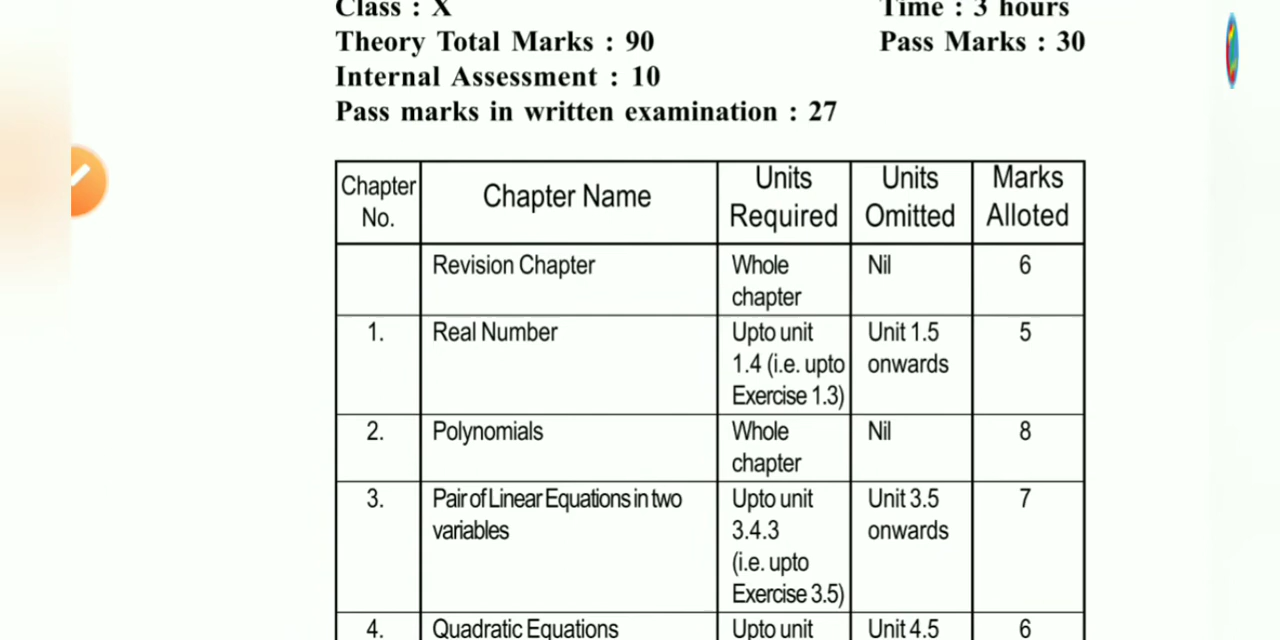 Class : X Time : 3 hours
Theory Total Marks : 90 Pass Marks : 30
Internal Assessment : 10
Pass marks in written examination : 27
Chapter No. Chapter Name Units Required Units Omitted Marks Alloted
Revision Chapter Whole chapter Nil 6
1. Real Number Upto unit 1.4 (i.e. upto Exercise 1.3) Unit 1.5 onwards 5
2. Polynomials Whole chapter Nil 8
3. Pair of Linear Equations in two variables Upto unit 3.4.3 (i.e. upto Exercise 3.5) Unit 3.5 onwards 7
4. Quadratic Equations Upto unit Unit 4.5 6